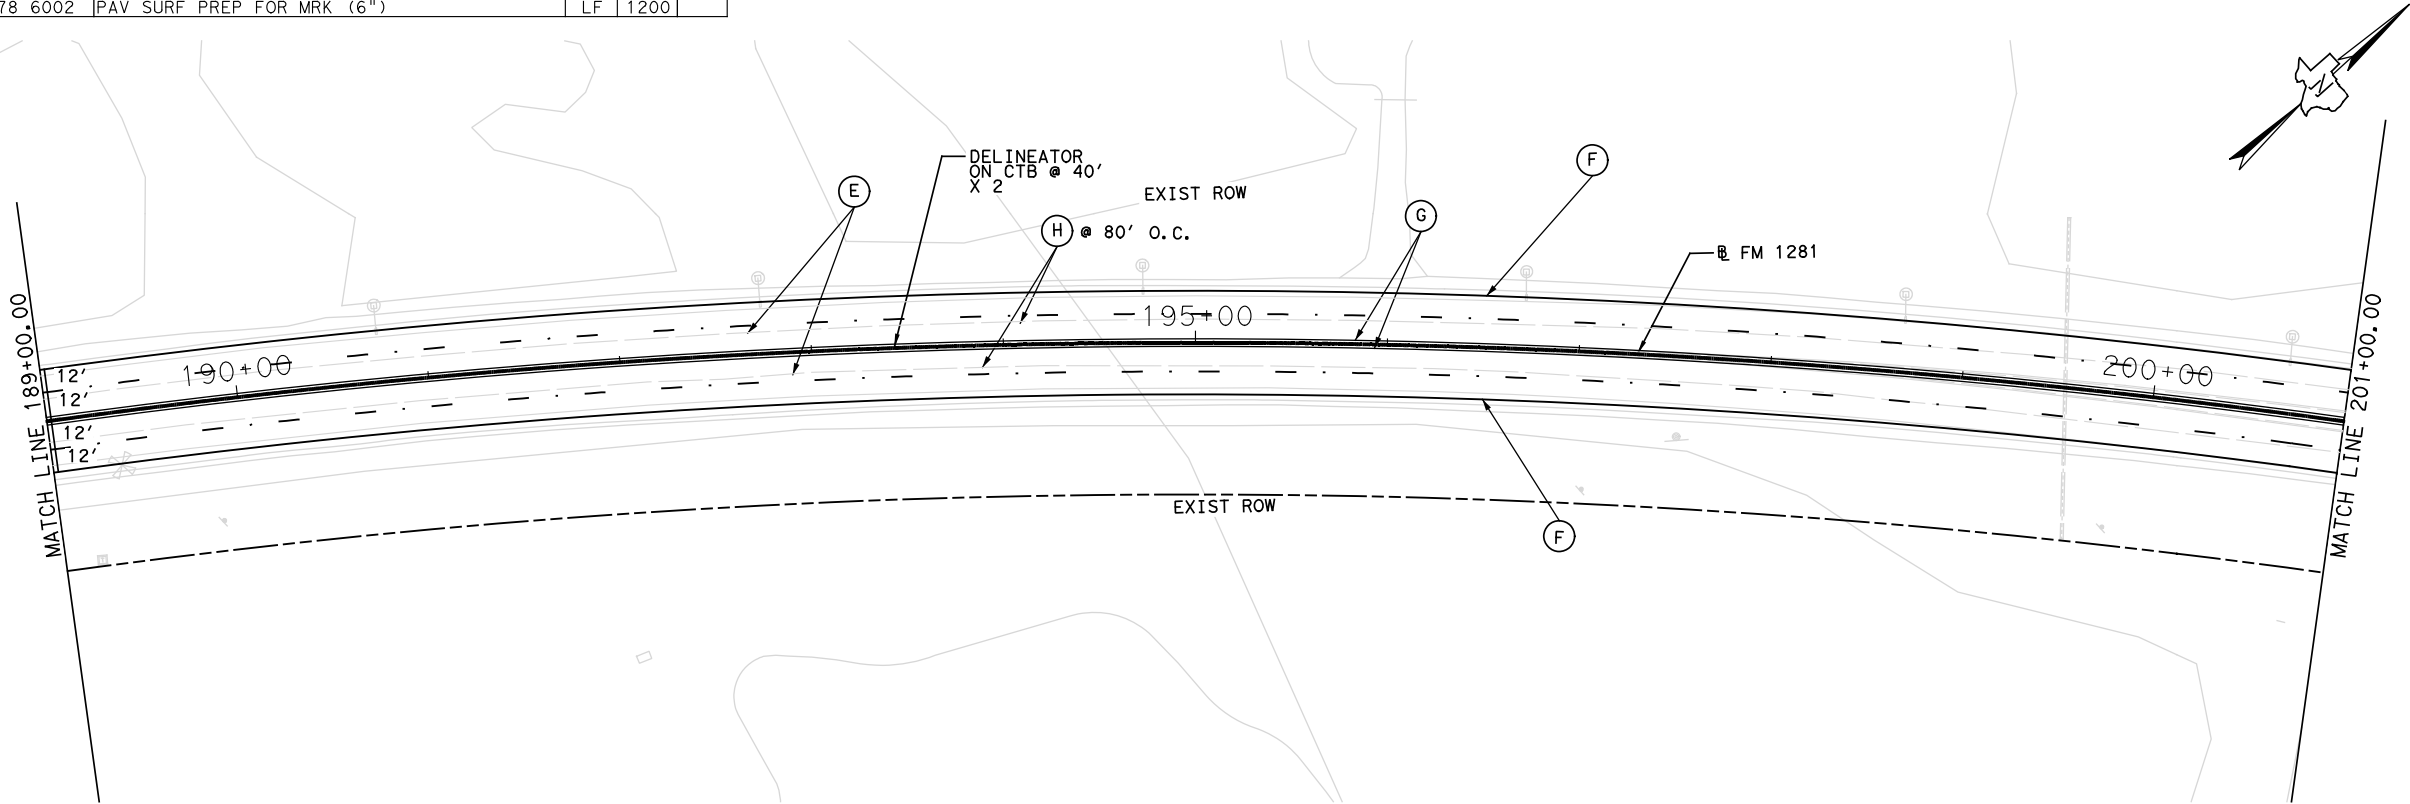 78 6002 PAV SURF PREP FOR MRK (6") LF 1200
DELINEATOR
ON CTB @ 40'
X 2
E
H @ 80' O.C.
EXIST ROW
F
G
℄ FM 1281
195+00
190+00
200+00
12'
12'
12'
12'
MATCH LINE 189+00.00
MATCH LINE 201+00.00
EXIST ROW
F